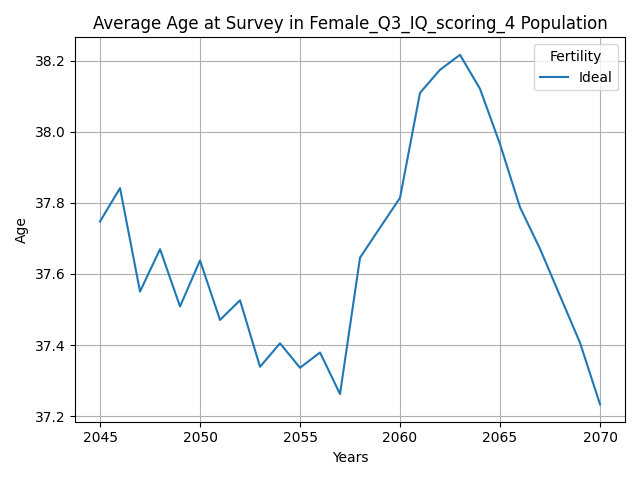 Average Age at Survey in Female_Q3_IQ_scoring_4 Population
Fertility
Ideal
38.2
38.0
37.8
37.6
37.4
37.2
Age
2045 2050 2055 2060 2065 2070
Years